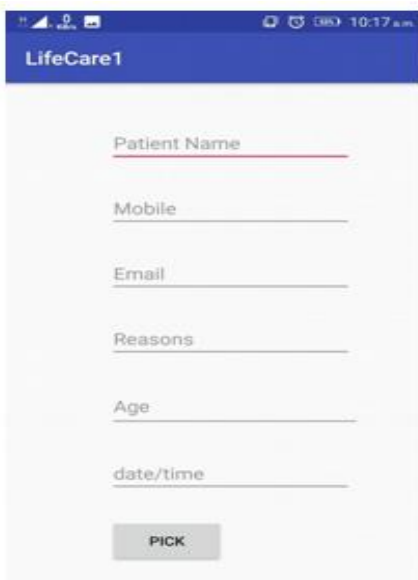 10:17 a.m.
LifeCare1
Patient Name
Mobile
Email
Reasons
Age
date/time
PICK